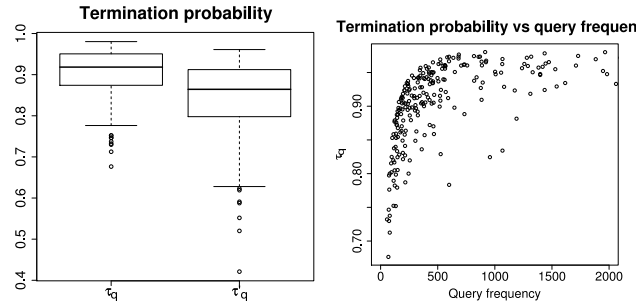 Termination probability
1.0
0.9
0.8
0.7
0.6
0.5
0.4
τq
τ'q
Termination probability vs query frequen
τq
0.90
0.80
0.70
0 500 1000 1500 2000
Query frequency